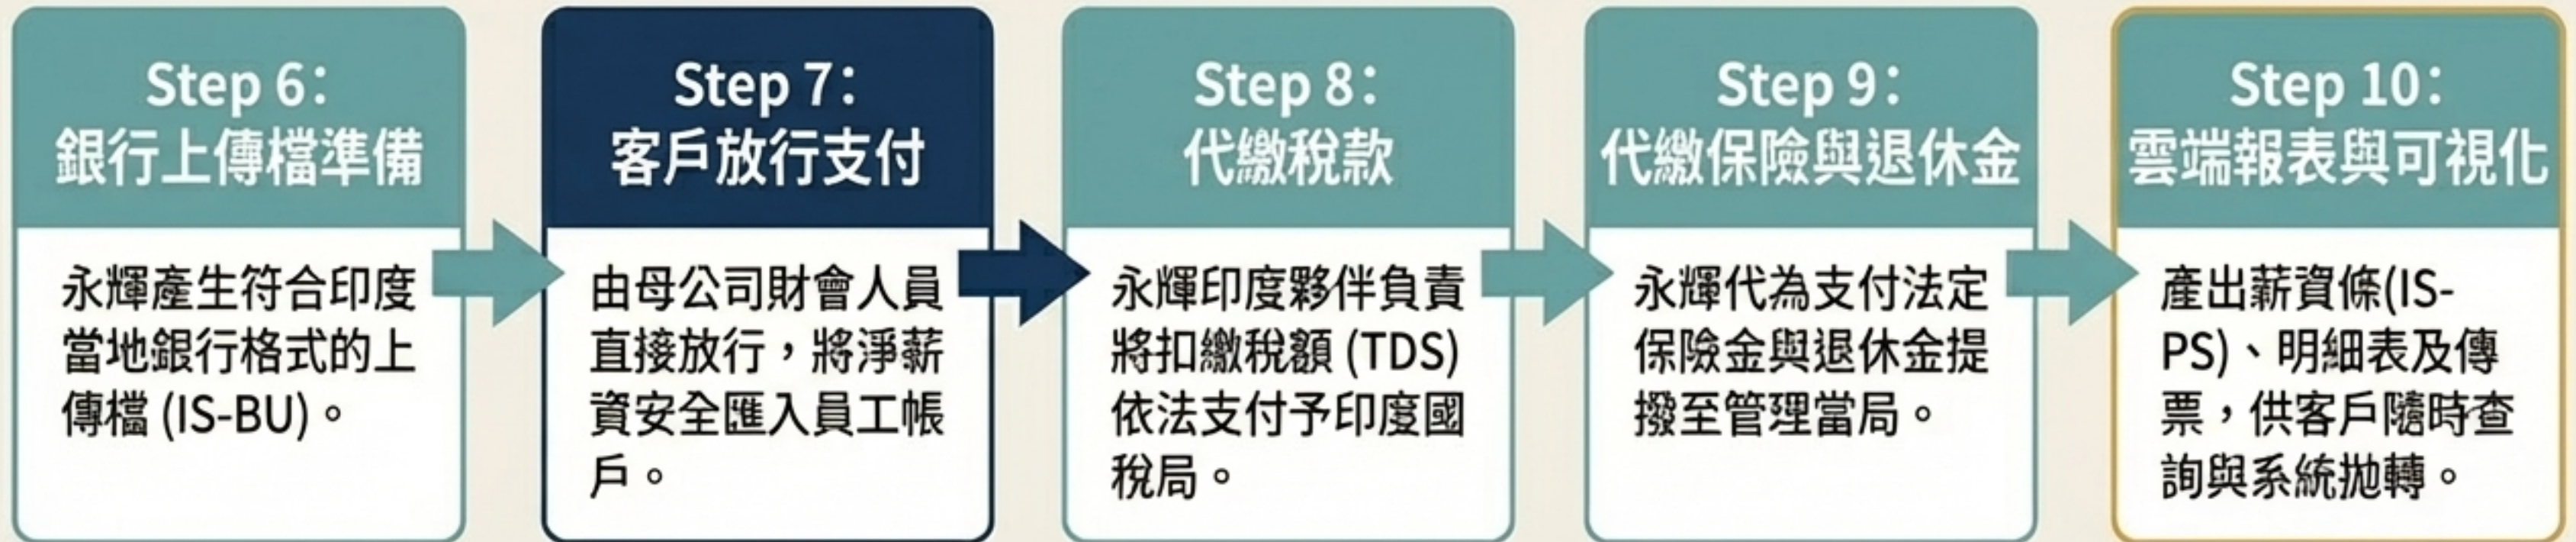 Step 6：
銀行上傳檔準備
永輝產生符合印度
當地銀行格式的上
傳檔 (IS-BU)。
Step 7：
客戶放行支付
由母公司財會人員
直接放行，將淨薪
資安全匯入員工帳
戶。
Step 8：
代繳稅款
永輝印度夥伴負責
將扣繳稅額 (TDS)
依法支付予印度國
稅局。
Step 9：
代繳保險與退休金
永輝代為支付法定
保險金與退休金提
撥至管理當局。
Step 10：
雲端報表與可視化
產出薪資條(IS-
PS)、明細表及傳
票，供客戶隨時查
詢與系統拋轉。